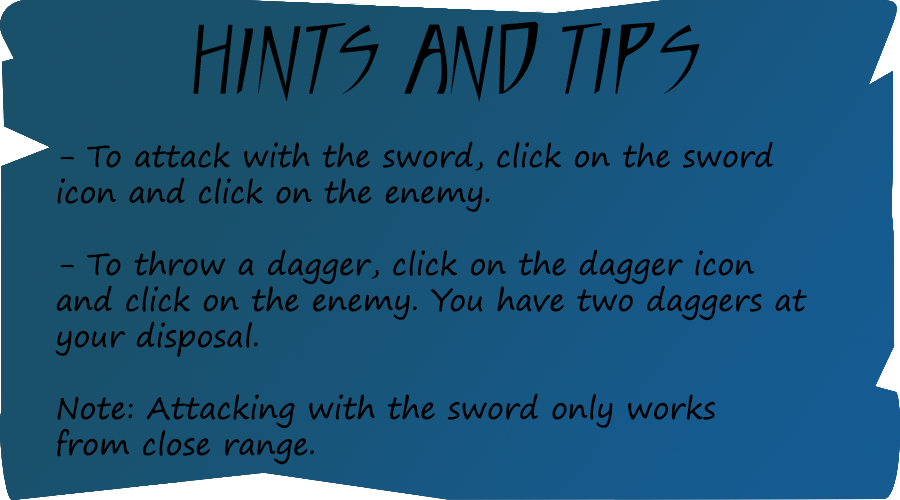 HINTS AND TIPS
- To attack with the sword, click on the sword
icon and click on the enemy.
- To throw a dagger, click on the dagger icon
and click on the enemy. You have two daggers at
your disposal.
Note: Attacking with the sword only works
from close range.